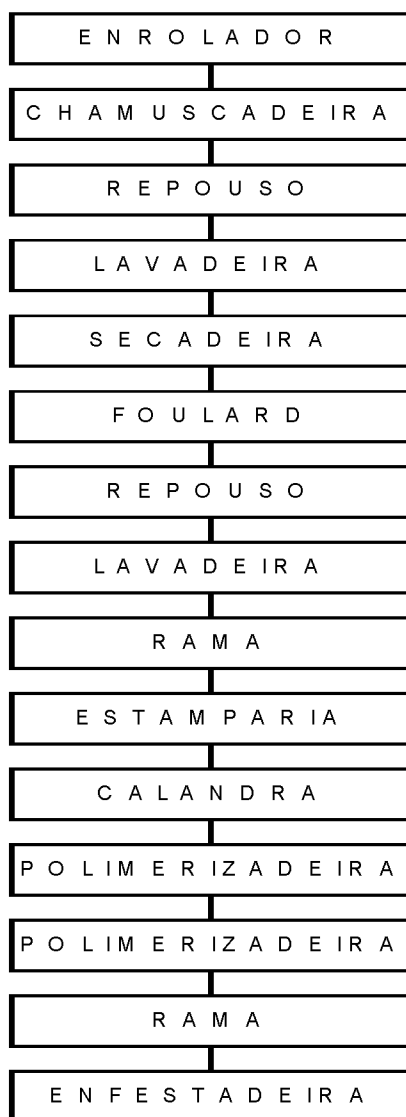 ENROLADOR
CHAMUSCADEIRA
REPOUSO
LAVADEIRA
SECADEIRA
FOULARD
REPOUSO
LAVADEIRA
RAMA
ESTAMPARIA
CALANDRA
POLIMERIZADEIRA
POLIMERIZADEIRA
RAMA
ENFESTADEIRA